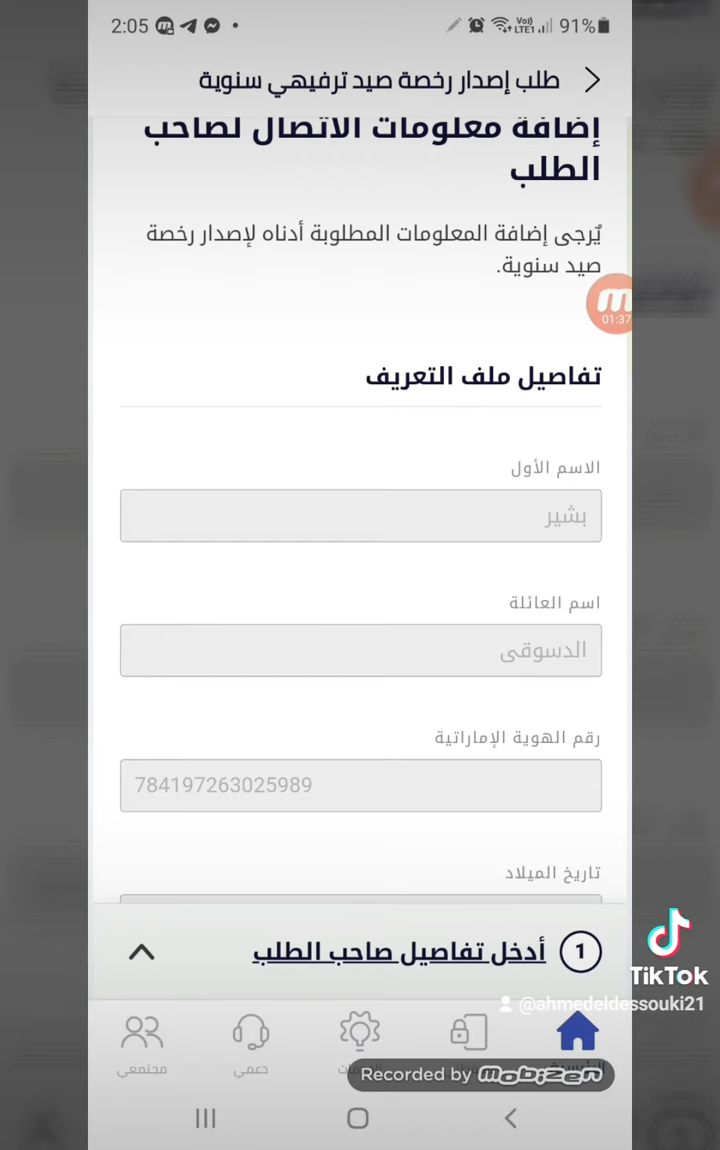 2:05
Vo))
LTE1
91%
طلب إصدار رخصة صيد ترفيهي سنوية
إضافة معلومات الاتصال لصاحب
الطلب
يُرجى إضافة المعلومات المطلوبة أدناه لإصدار رخصة
صيد سنوية.
01:37
تفاصيل ملف التعريف
الاسم الأول
بشير
اسم العائلة
الدسوقى
رقم الهوية الإماراتية
784197263025989
تاريخ الميلاد
1 أدخل تفاصيل صاحب الطلب
TikTok
@ahmedeldessouki21
دعمي
مجتمعي
Recorded by mobizen